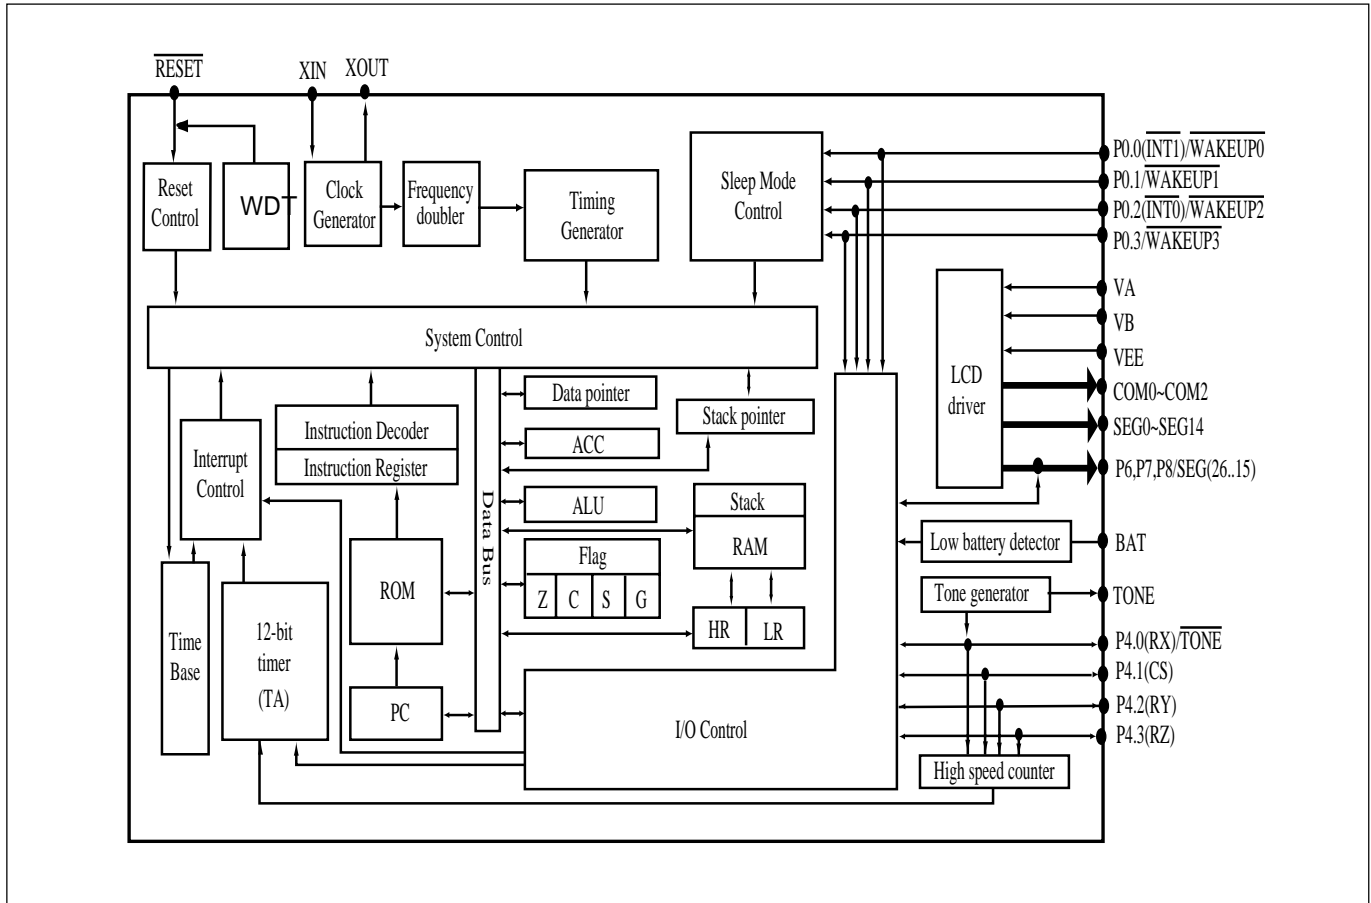 RESET
XIN
XOUT
P0.0(INT1)/WAKEUP0
P0.1/WAKEUP1
P0.2(INT0)/WAKEUP2
P0.3/WAKEUP3
Reset
Control
WDT
Clock
Generator
Frequency
doubler
Timing
Generator
Sleep Mode
Control
System Control
LCD
driver
VA
VB
VEE
COM0~COM2
SEG0~SEG14
P6,P7,P8/SEG(26..15)
Interrupt
Control
Instruction Decoder
Instruction Register
Data Bus
Data pointer
ACC
ALU
Stack pointer
Stack
RAM
Flag
Z
C
S
G
HR
LR
Low battery detector
BAT
Tone generator
TONE
P4.0(RX)/TONE
P4.1(CS)
P4.2(RY)
P4.3(RZ)
High speed counter
Time
Base
12-bit
timer
(TA)
ROM
PC
I/O Control